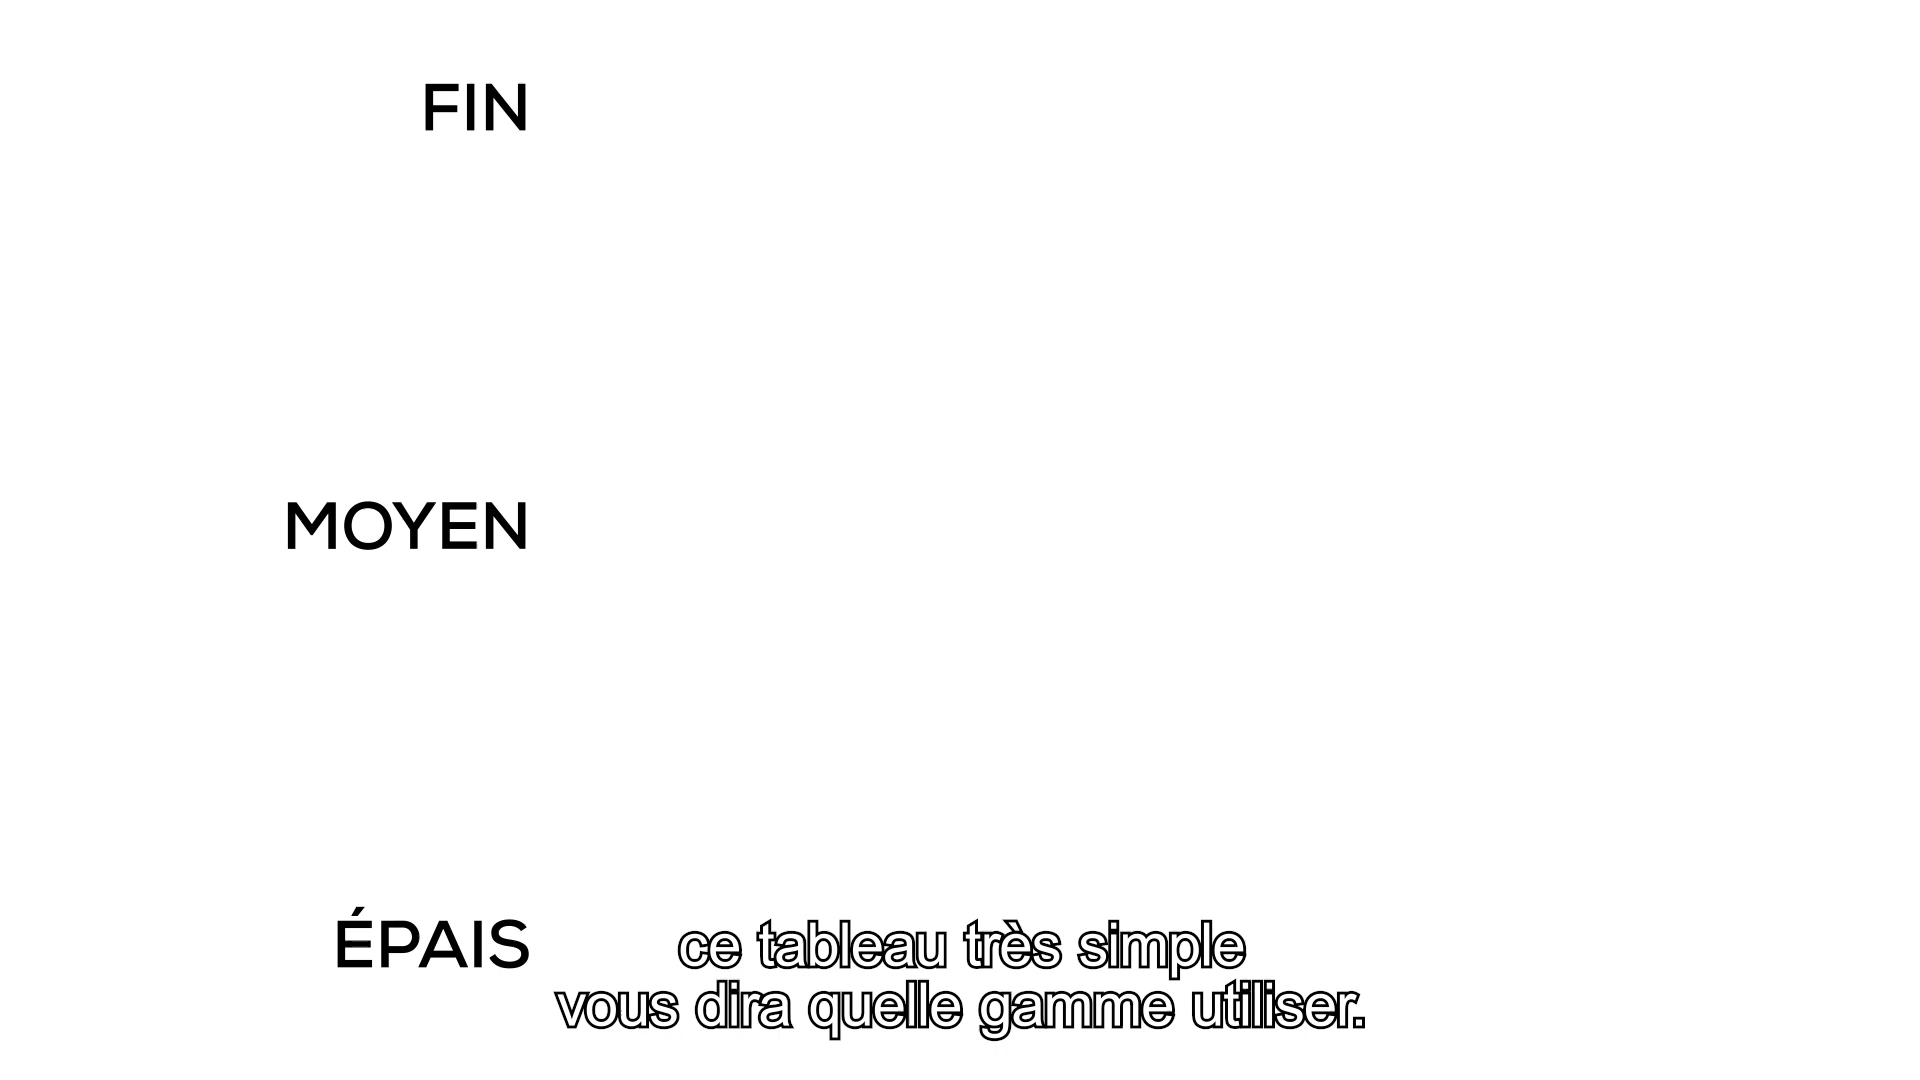 FIN
MOYEN
ÉPAIS
ce tableau très simple
vous dira quelle gamme utiliser.